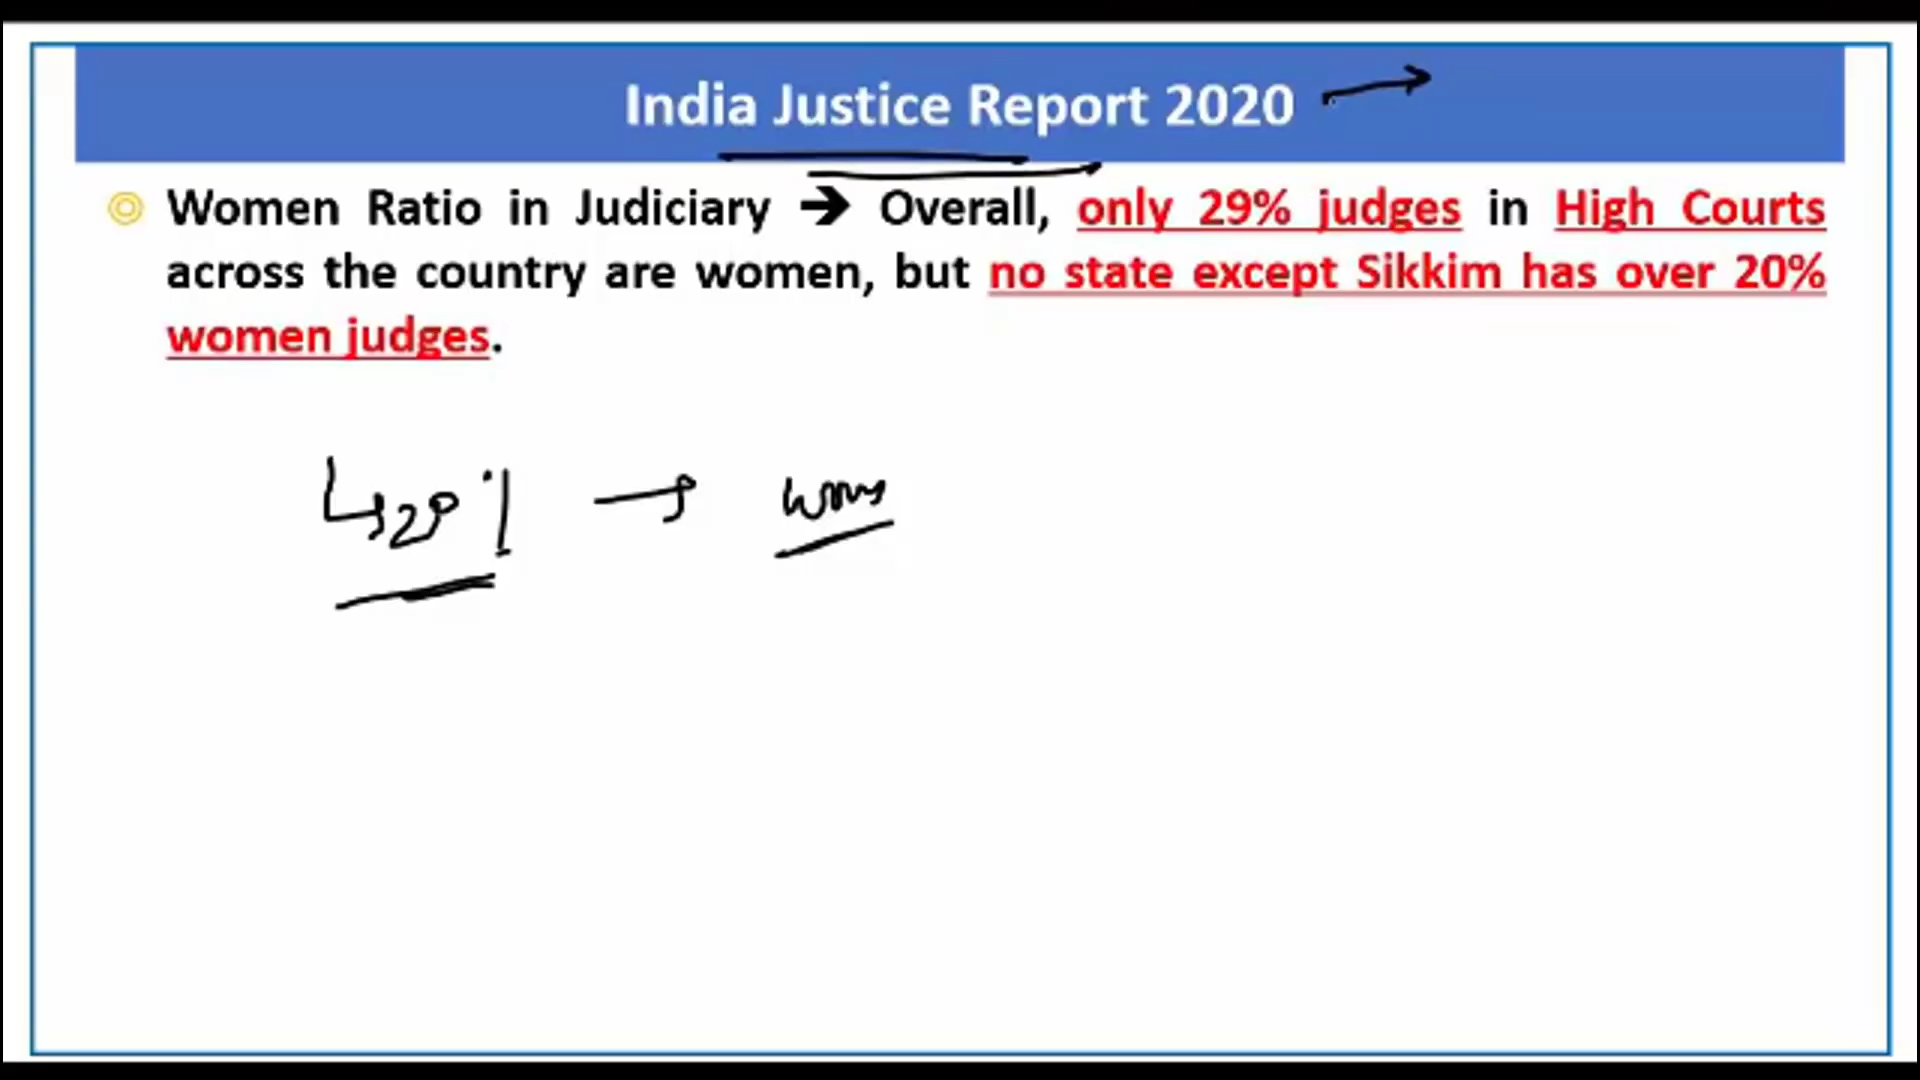 India Justice Report 2020
Women Ratio in Judiciary ➔ Overall, only 29% judges in High Courts
across the country are women, but no state except Sikkim has over 20%
women judges.
20%